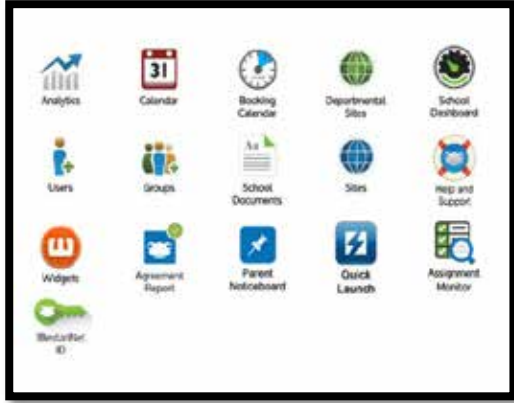 31
Analytics
Calendar
Booking
Calendar
Departmental
Sites
School
Dashboard
Aa
Users
Groups
School
Documents
Sites
Help and
Support
Widgets
Agreement
Report
Parent
Noticeboard
Quick
Launch
Assignment
Monitor
ID